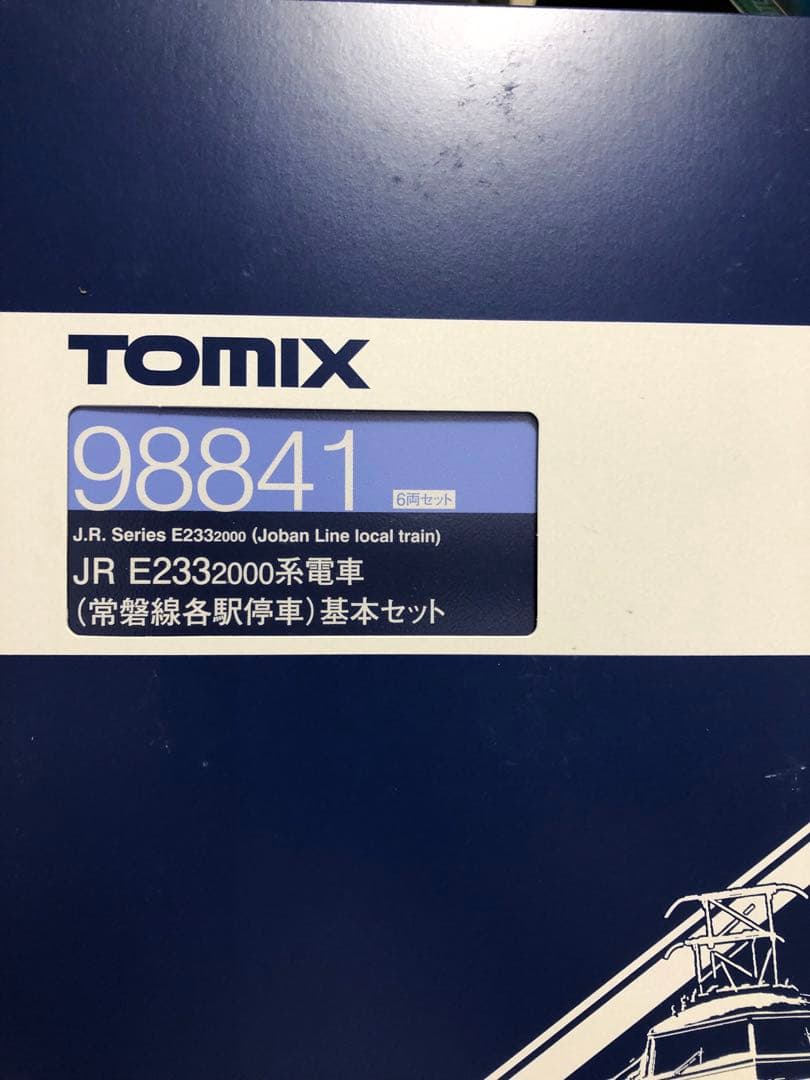 TOMIX
98841 6両セット
J.R. Series E2332000 (Joban Line local train)
JR E2332000系電車
(常磐線各駅停車)基本セット